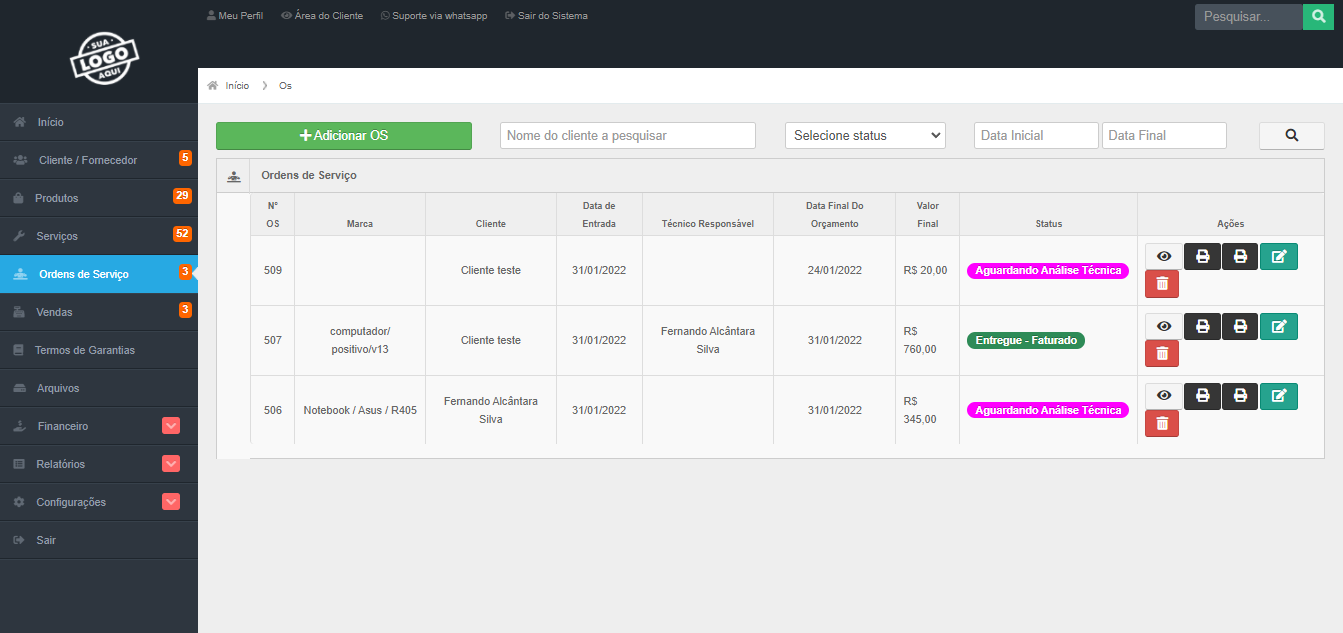 Meu Perfil
Área do Cliente
Suporte via whatsapp
Sair do Sistema
Pesquisar...
SUA
LOGO
AQUI
Início
Os
Início
Cliente / Fornecedor 5
Produtos 29
Serviços 52
Ordens de Serviço 3
Vendas 3
Termos de Garantias
Arquivos
Financeiro
Relatórios
Configurações
Sair
Adicionar OS
Nome do cliente a pesquisar
Selecione status
Data Inicial
Data Final
Ordens de Serviço
N°
OS
Marca
Cliente
Data de
Entrada
Técnico Responsável
Data Final Do
Orçamento
Valor
Final
Status
Ações
509
Cliente teste
31/01/2022
24/01/2022
R$ 20,00
Aguardando Análise Técnica
507
computador/
positivo/v13
Cliente teste
31/01/2022
Fernando Alcântara
Silva
31/01/2022
R$
760,00
Entregue - Faturado
506
Notebook / Asus / R405
Fernando Alcântara
Silva
31/01/2022
31/01/2022
R$
345,00
Aguardando Análise Técnica